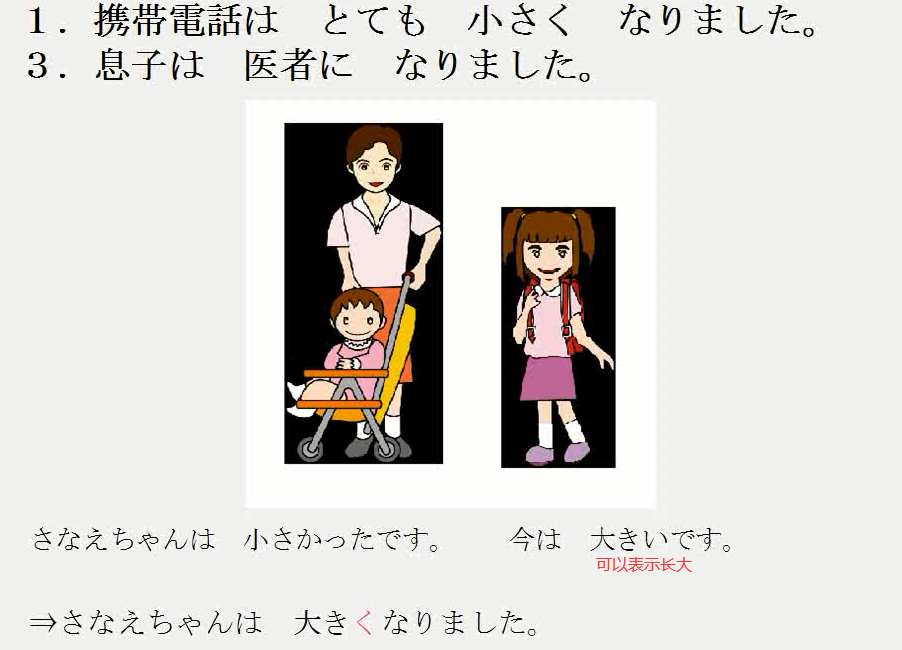 １．携帯電話は　とても　小さく　なりました。
３．息子は　医者に　なりました。
さなえちゃんは　小さかったです。　　今は　大きいです。
可以表示长大
⇒さなえちゃんは　大きくなりました。